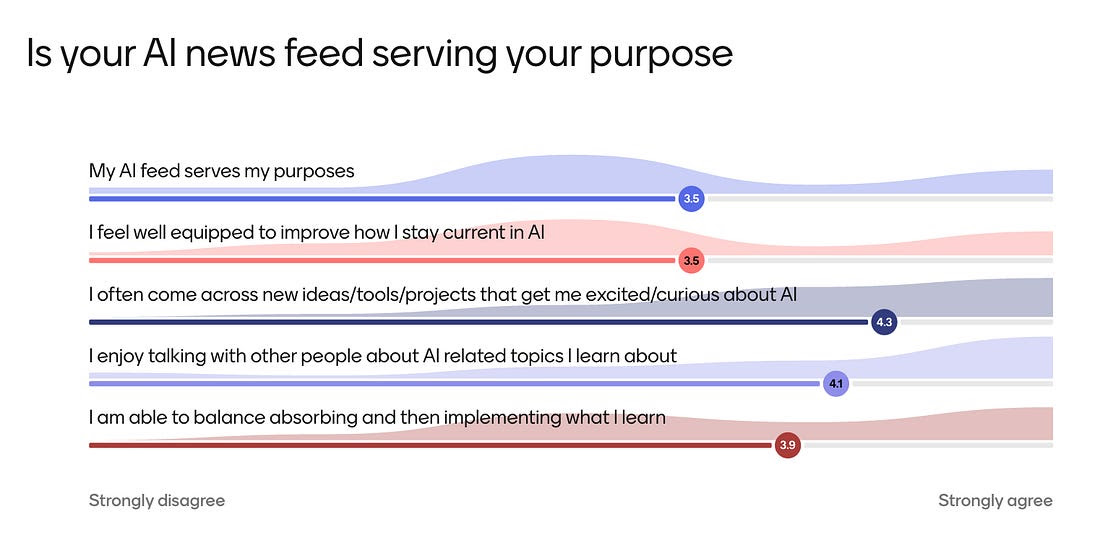 Is your AI news feed serving your purpose
My AI feed serves my purposes
3.5
I feel well equipped to improve how I stay current in AI
3.5
I often come across new ideas/tools/projects that get me excited/curious about AI
4.3
I enjoy talking with other people about AI related topics I learn about
4.1
I am able to balance absorbing and then implementing what I learn
3.9
Strongly disagree
Strongly agree